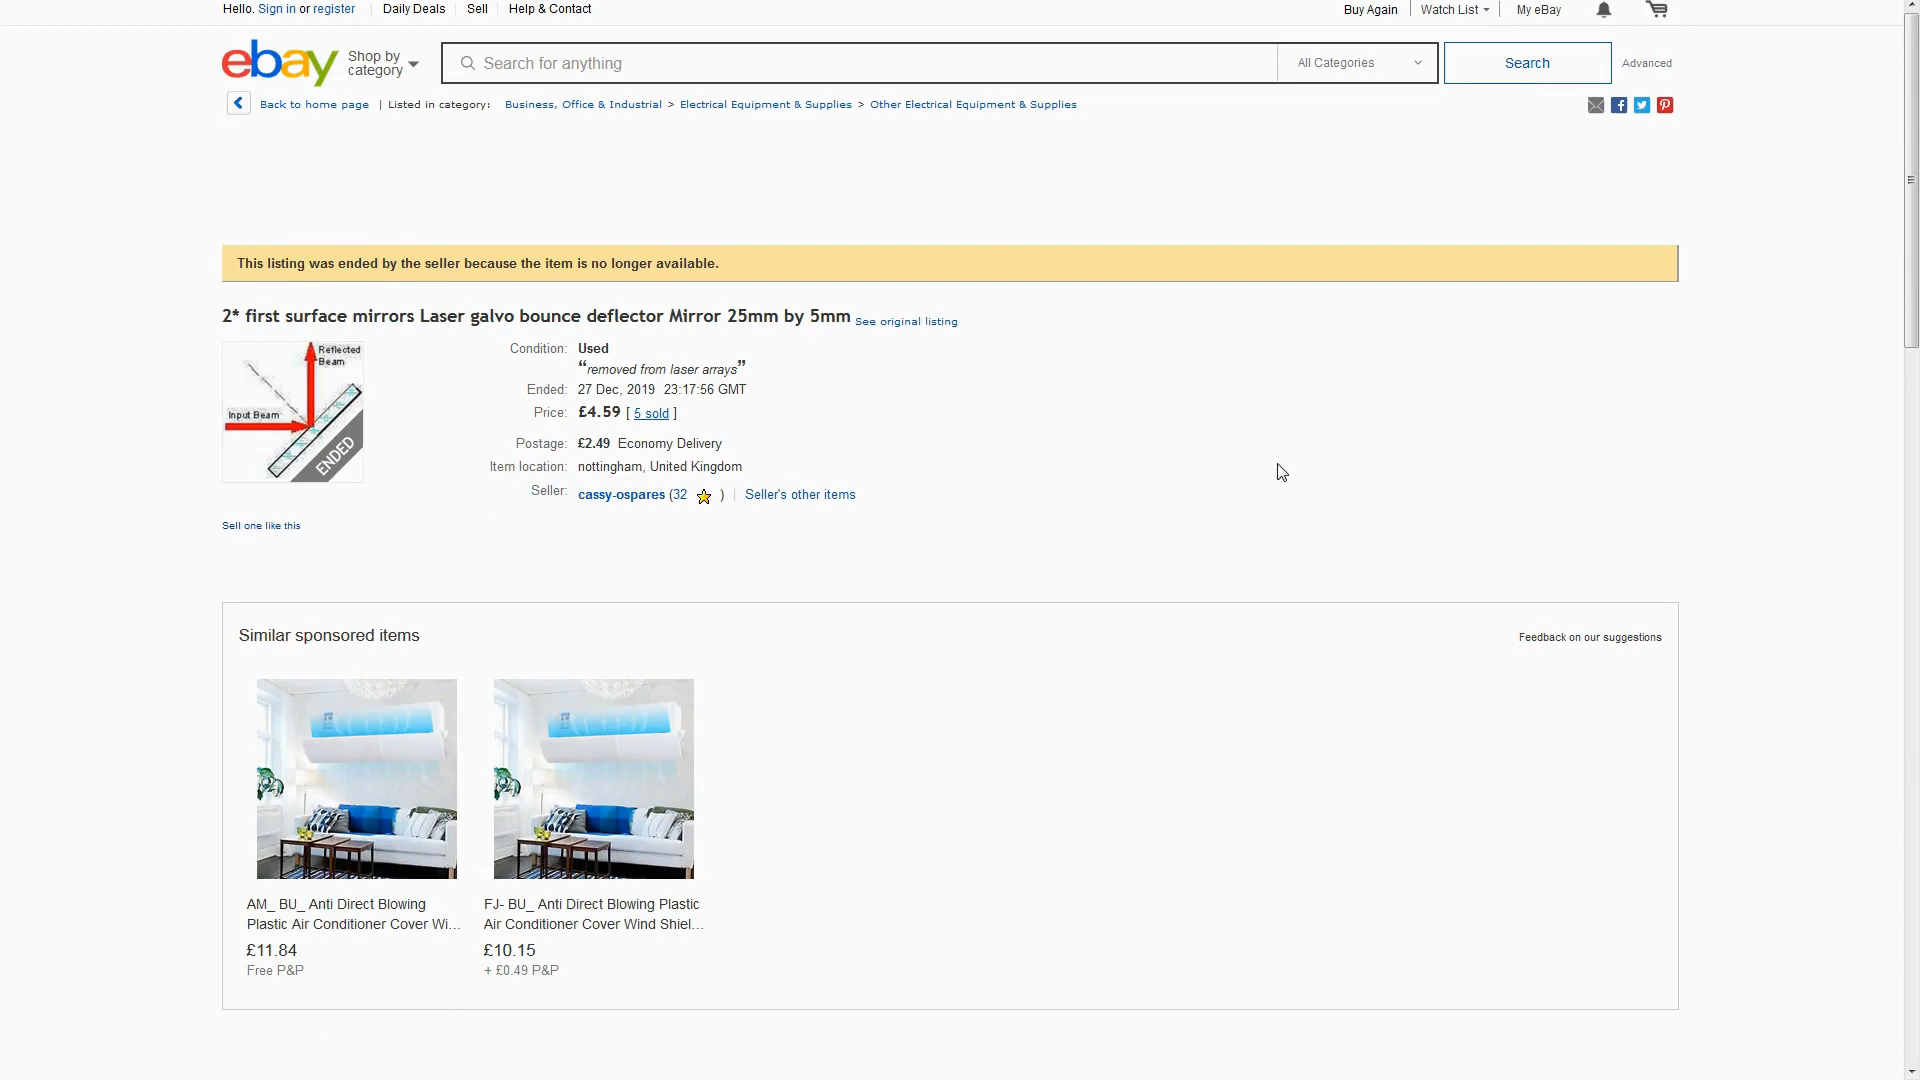 Hello. Sign in or register
Daily Deals
Sell
Help & Contact
Buy Again
Watch List
My eBay
ebay
Shop by
category
Search for anything
All Categories
Search
Advanced
Back to home page | Listed in category: Business, Office & Industrial > Electrical Equipment & Supplies > Other Electrical Equipment & Supplies
This listing was ended by the seller because the item is no longer available.
2* first surface mirrors Laser galvo bounce deflector Mirror 25mm by 5mm See original listing
Reflected
Beam
Input Beam
ENDED
Condition: Used
“removed from laser arrays”
Ended: 27 Dec, 2019 23:17:56 GMT
Price: £4.59 [ 5 sold ]
Postage: £2.49 Economy Delivery
Item location: nottingham, United Kingdom
Seller: cassy-ospares (32 ) | Seller's other items
Sell one like this
Similar sponsored items
Feedback on our suggestions
AM_ BU_ Anti Direct Blowing
Plastic Air Conditioner Cover Wi...
£11.84
Free P&P
FJ- BU_ Anti Direct Blowing Plastic
Air Conditioner Cover Wind Shiel...
£10.15
+ £0.49 P&P